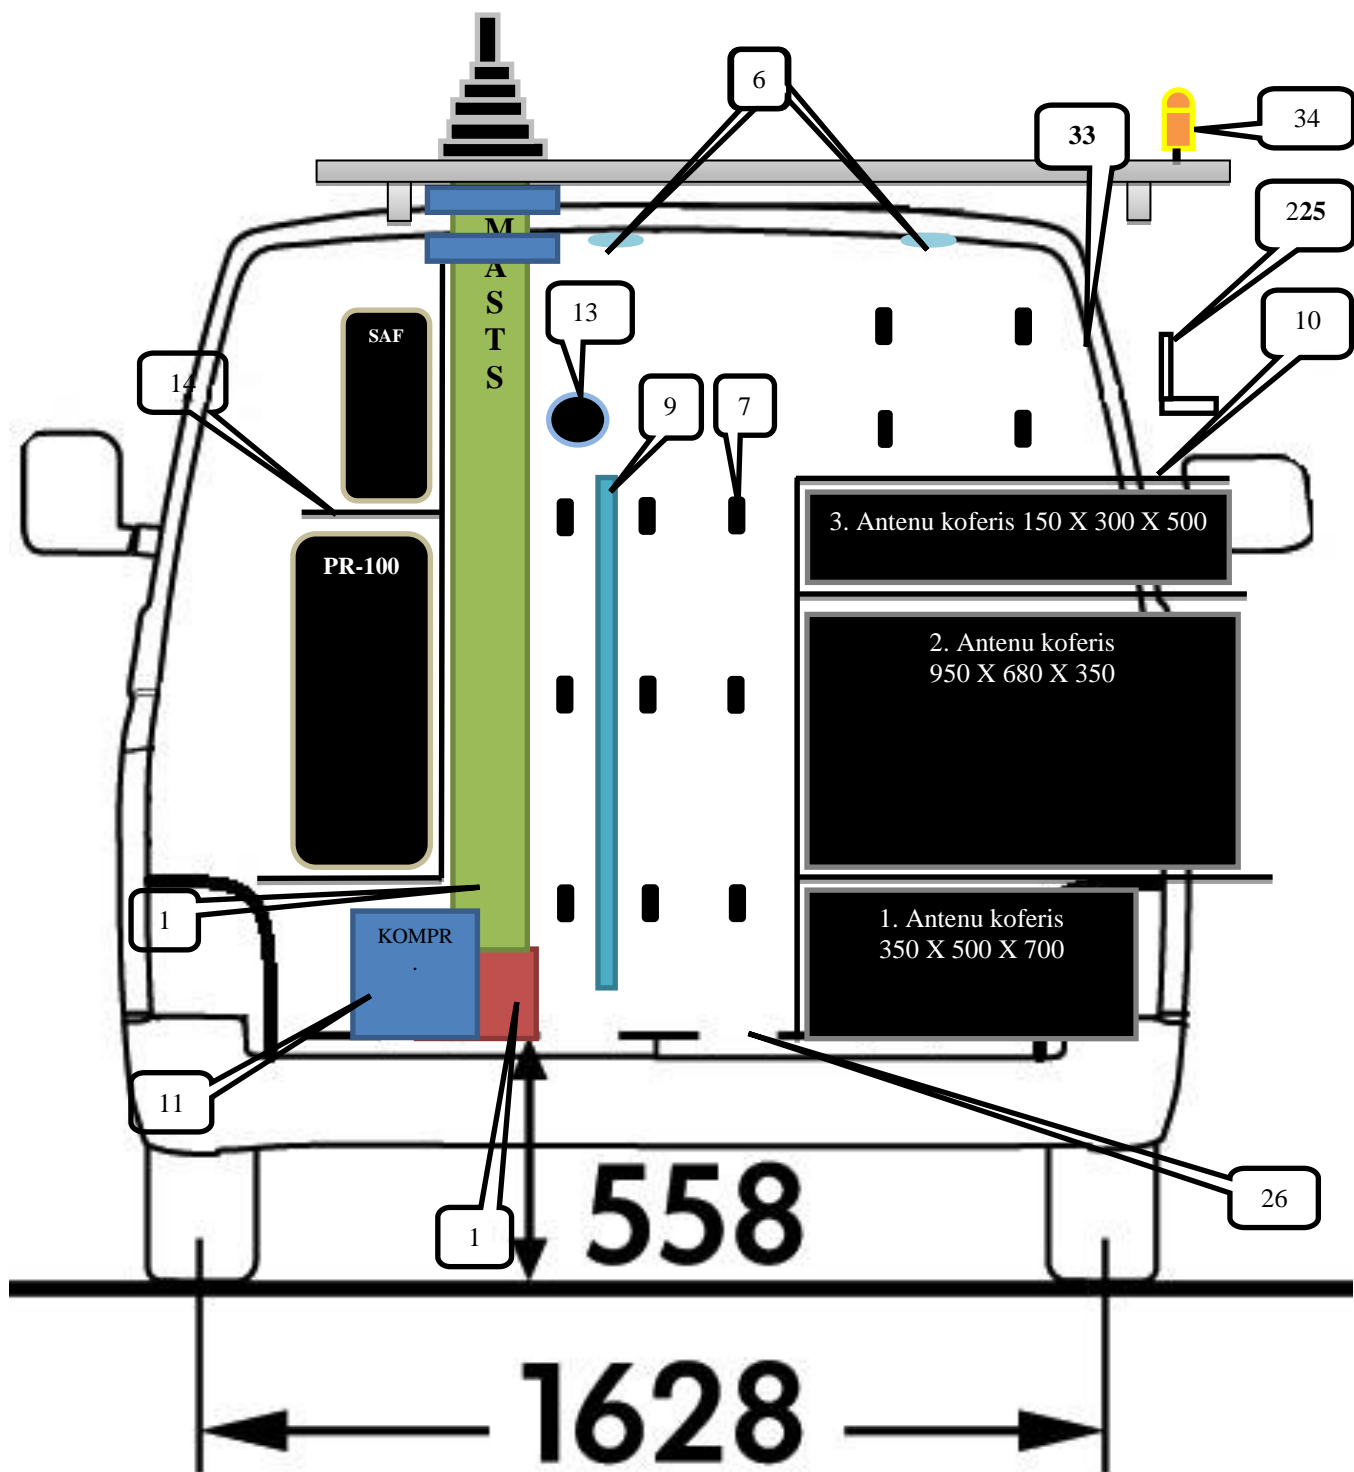 6
34
33
225
M
A
S
T
S
13
10
SAF
14
9
7
3. Antenu koferis 150 X 300 X 500
PR-100
2. Antenu koferis
950 X 680 X 350
1
KOMPR
.
1. Antenu koferis
350 X 500 X 700
11
26
1
558
1628